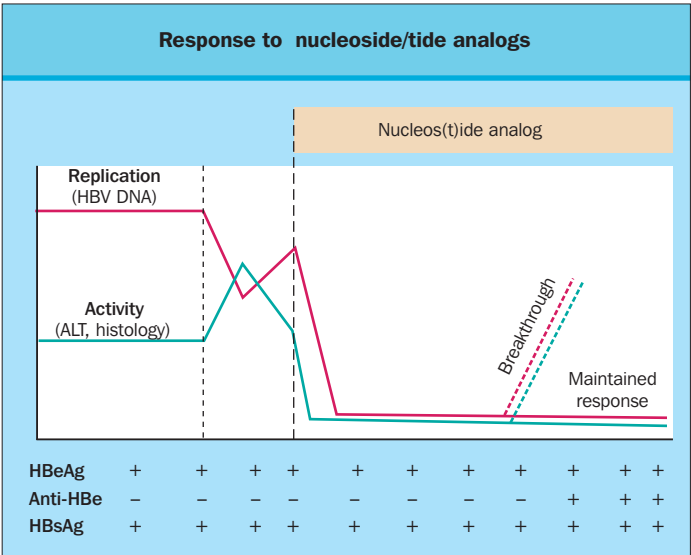 Response to nucleoside/tide analogs
Nucleos(t)ide analog
Replication
(HBV DNA)
Activity
(ALT, histology)
Breakthrough
Maintained
response
HBeAg + + + + + + + + + + +
Anti-HBe – – – – – – – – + + +
HBsAg + + + + + + + + + + +